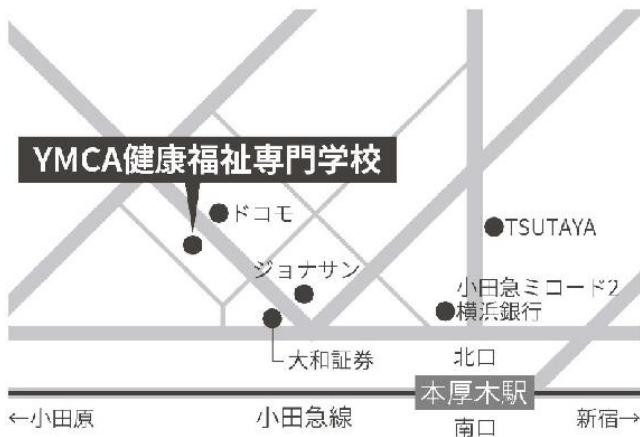 YMCA健康福祉専門学校
ドコモ
TSUTAYA
ジョナサン
小田急ミロード2
横浜銀行
大和証券
北口
本厚木駅
←小田原
小田急線
南口
新宿→